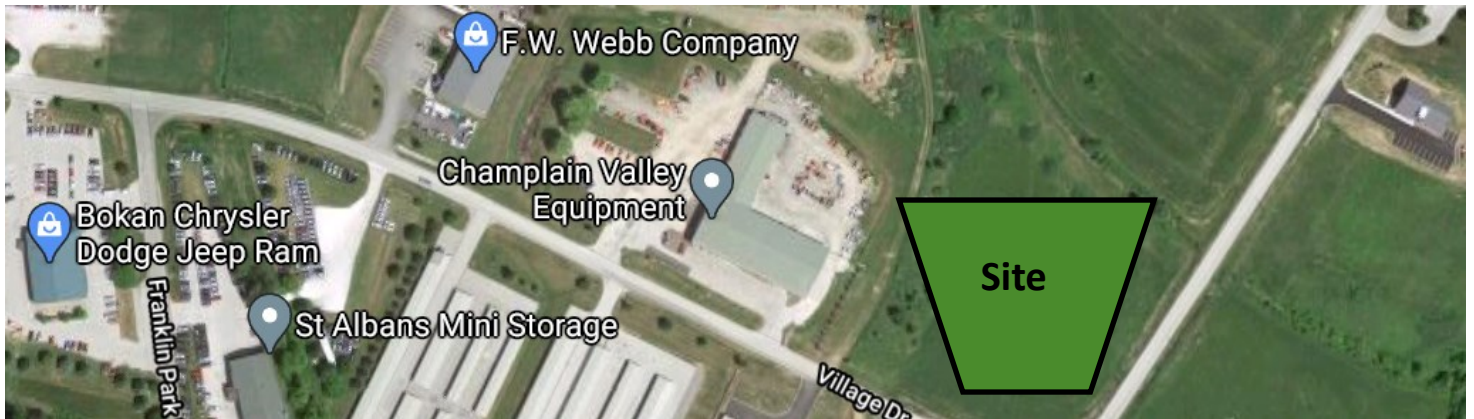 F.W. Webb Company
Champlain Valley
Equipment
Bokan Chrysler
Dodge Jeep Ram
Site
Franklin Park
St Albans Mini Storage
Village Dr